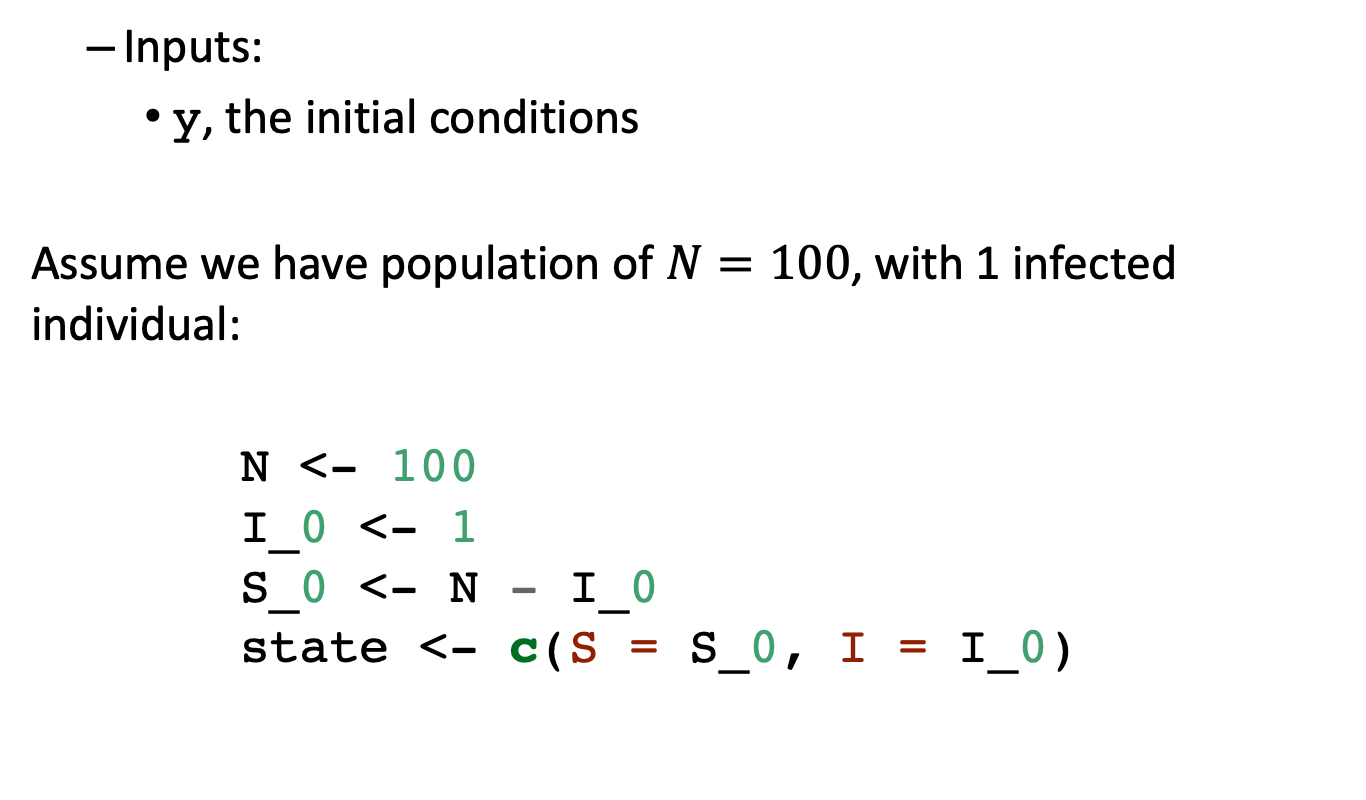 – Inputs:
• y, the initial conditions
Assume we have population of N = 100, with 1 infected
individual:
N <- 100
I_0 <- 1
S_0 <- N - I_0
state <- c(S = S_0, I = I_0)